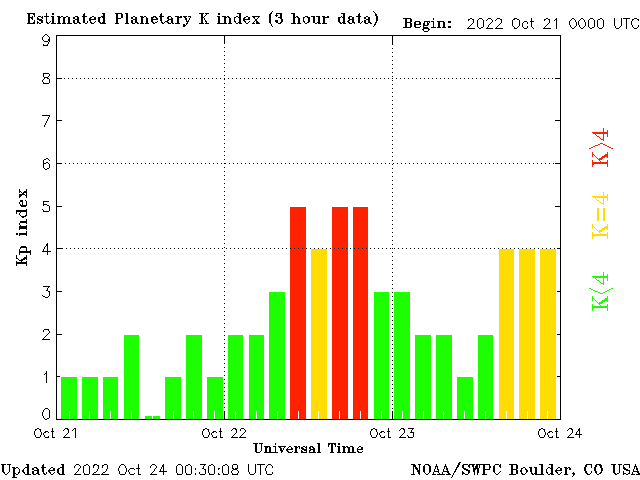 Estimated Planetary K index (3 hour data) Begin: 2022 Oct 21 0000 UTC
9
8
7
6
5
4
3
2
1
0
Kp index
K>4
K=4
K<4
Oct 21 Oct 22 Oct 23 Oct 24
Universal Time
Updated 2022 Oct 24 00:30:08 UTC NOAA/SWPC Boulder, CO USA